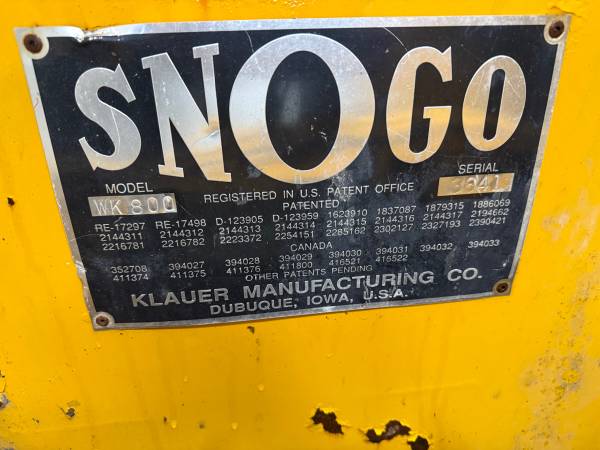 SNOGO
MODEL
SERIAL
WK 800
REGISTERED IN U.S. PATENT OFFICE
PATENTED
RE-17297 RE-17498 D-123905 D-123959 1623910 1837087 1879315 1886069
2144311 2144312 2144313 2144314 2144315 2144316 2144317 2194662
2216781 2216782 2223372 2254151 2285162 2302127 2327193 2390421
CANADA
352708 394027 394028 394029 394030 394031 394032 394033
411374 411375 411376 411800 416521 416522
OTHER PATENTS PENDING
KLAUER MANUFACTURING CO.
DUBUQUE, IOWA, U.S.A.